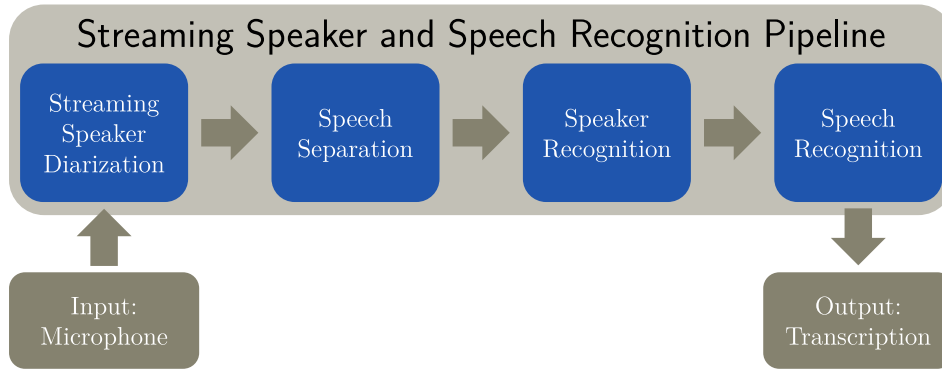 Streaming Speaker and Speech Recognition Pipeline
Streaming
Speaker
Diarization
Speech
Separation
Speaker
Recognition
Speech
Recognition
Input:
Microphone
Output:
Transcription